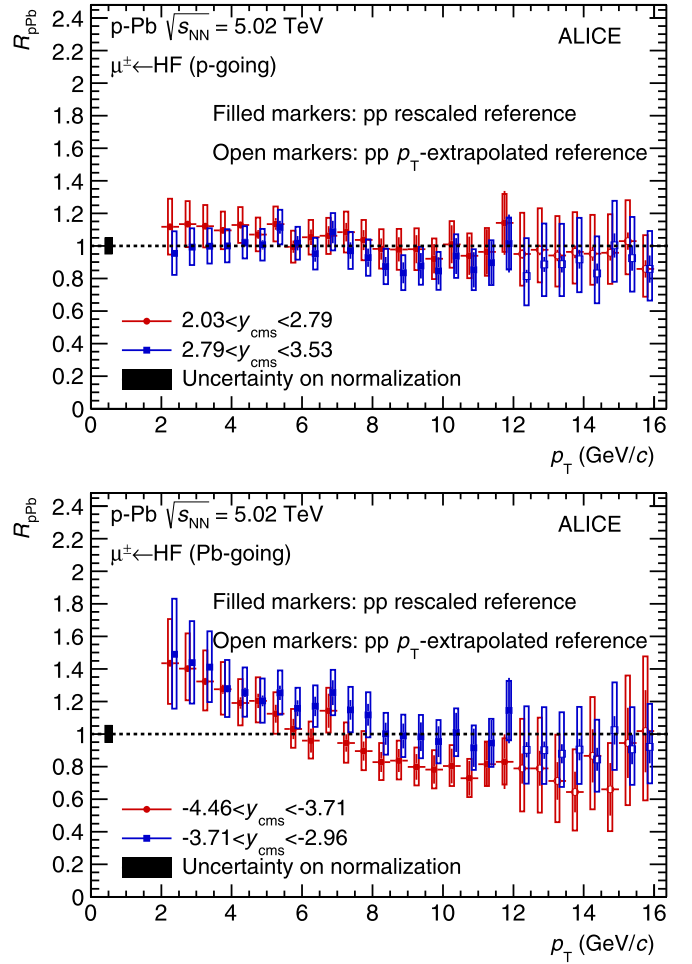 R_pPb
2.4
2.2
2
1.8
1.6
1.4
1.2
1
0.8
0.6
0.4
0.2
0
p-Pb √s_NN = 5.02 TeV
ALICE
μ±←HF (p-going)
Filled markers: pp rescaled reference
Open markers: pp p_T-extrapolated reference
2.03<y_cms<2.79
2.79<y_cms<3.53
Uncertainty on normalization
0 2 4 6 8 10 12 14 16
p_T (GeV/c)
R_pPb
2.4
2.2
2
1.8
1.6
1.4
1.2
1
0.8
0.6
0.4
0.2
0
p-Pb √s_NN = 5.02 TeV
ALICE
μ±←HF (Pb-going)
Filled markers: pp rescaled reference
Open markers: pp p_T-extrapolated reference
-4.46<y_cms<-3.71
-3.71<y_cms<-2.96
Uncertainty on normalization
0 2 4 6 8 10 12 14 16
p_T (GeV/c)